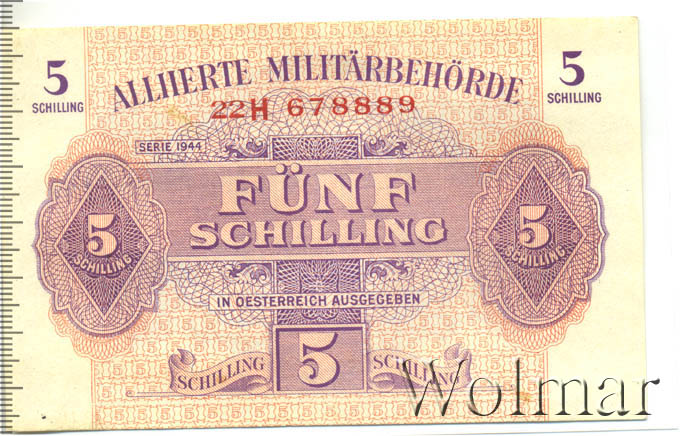 5
SCHILLING
5
SCHILLING
ALLIIERTE MILITÄRBEHÖRDE
22H 678889
SERIE 1944
FÜNF
SCHILLING
5
SCHILLING
5
SCHILLING
IN OESTERREICH AUSGEGEBEN
SCHILLING
5
SCHILLING
Wolmar